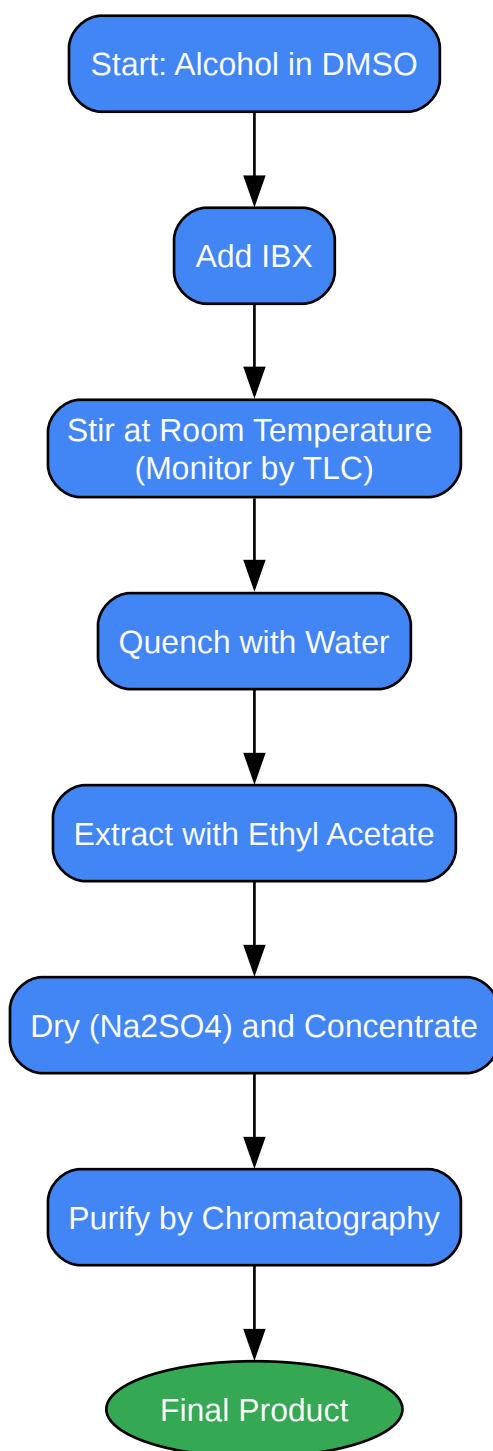 Start: Alcohol in DMSO
Add IBX
Stir at Room Temperature
(Monitor by TLC)
Quench with Water
Extract with Ethyl Acetate
Dry (Na2SO4) and Concentrate
Purify by Chromatography
Final Product